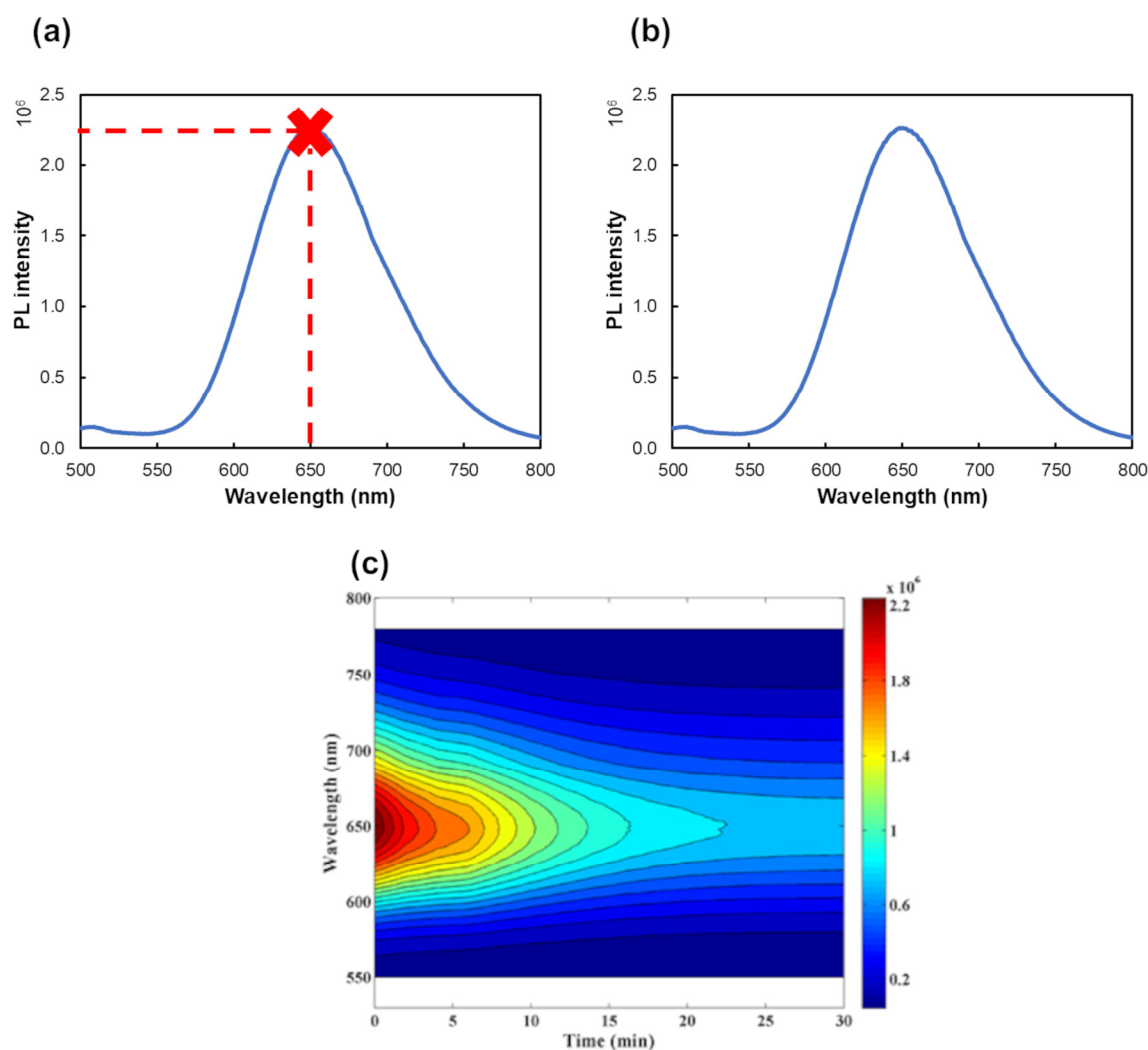 (a)
10⁶
PL intensity
2.5
2.0
1.5
1.0
0.5
0.0
500 550 600 650 700 750 800
Wavelength (nm)
(b)
10⁶
PL intensity
2.5
2.0
1.5
1.0
0.5
0.0
500 550 600 650 700 750 800
Wavelength (nm)
(c)
Wavelength (nm)
800
750
700
650
600
550
0 5 10 15 20 25 30
Time (min)
x 10⁶
2.2
1.8
1.4
1
0.6
0.2